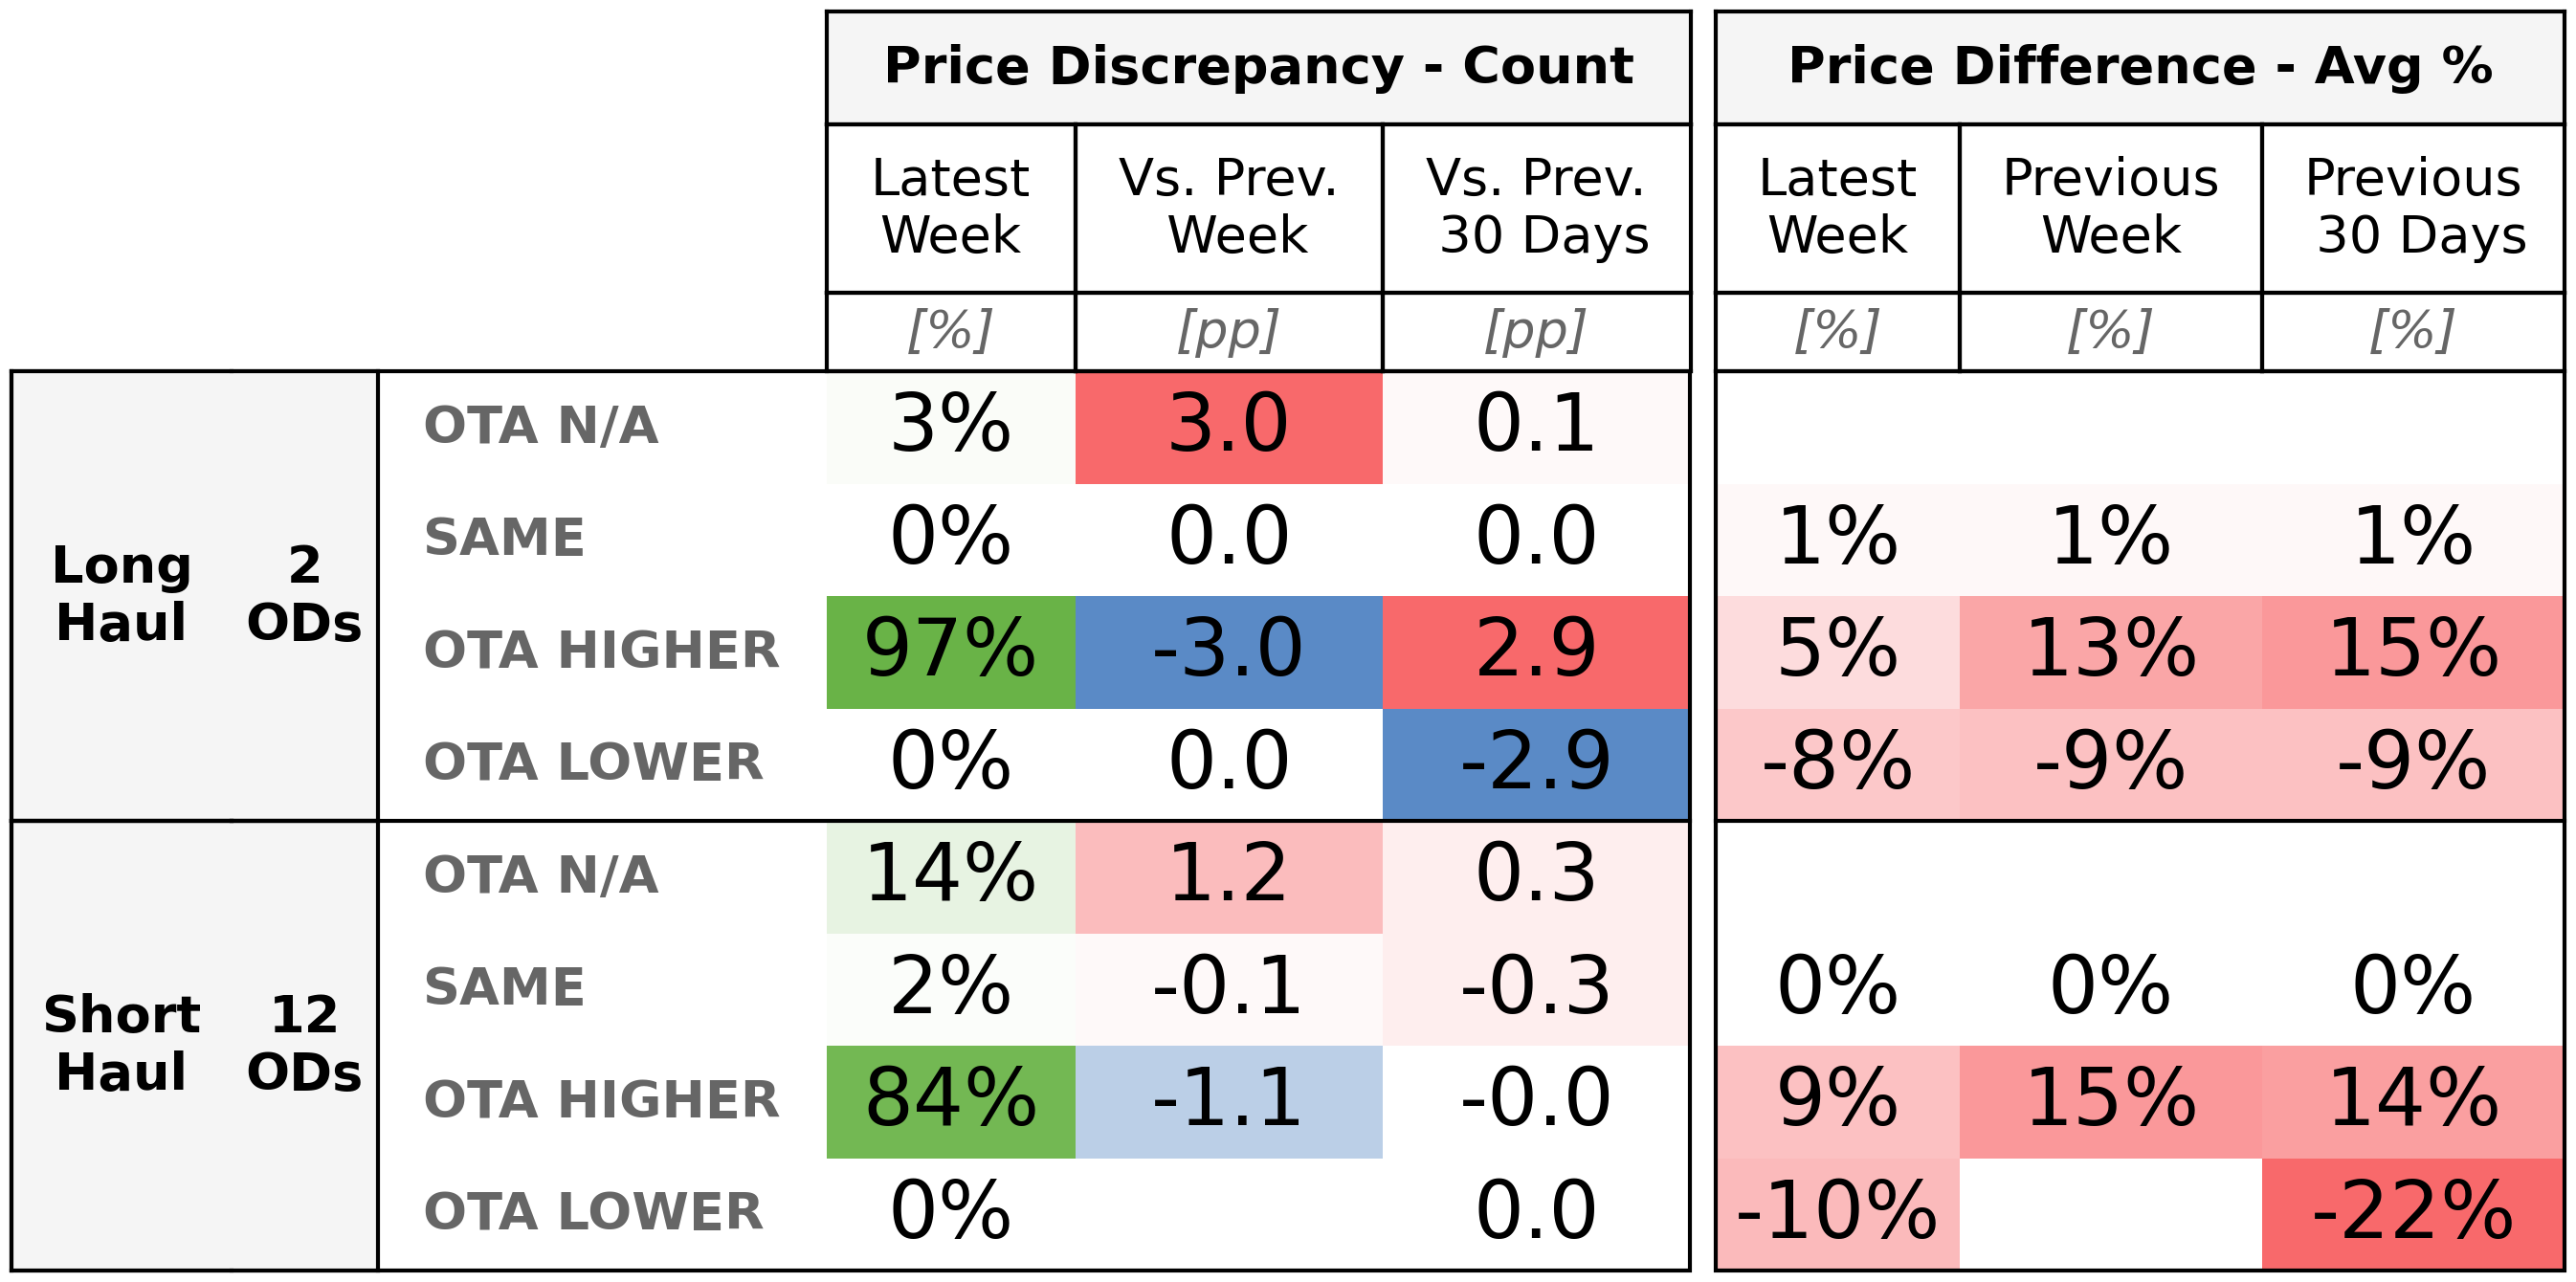 Price Discrepancy - Count Price Difference - Avg %
Latest Week Vs. Prev. Week Vs. Prev. 30 Days Latest Week Previous Week Previous 30 Days
[%] [pp] [pp] [%] [%] [%]
Long Haul 2 ODs
OTA N/A 3% 3.0 0.1
SAME 0% 0.0 0.0 1% 1% 1%
OTA HIGHER 97% -3.0 2.9 5% 13% 15%
OTA LOWER 0% 0.0 -2.9 -8% -9% -9%
Short Haul 12 ODs
OTA N/A 14% 1.2 0.3
SAME 2% -0.1 -0.3 0% 0% 0%
OTA HIGHER 84% -1.1 -0.0 9% 15% 14%
OTA LOWER 0% 0.0 -10% -22%